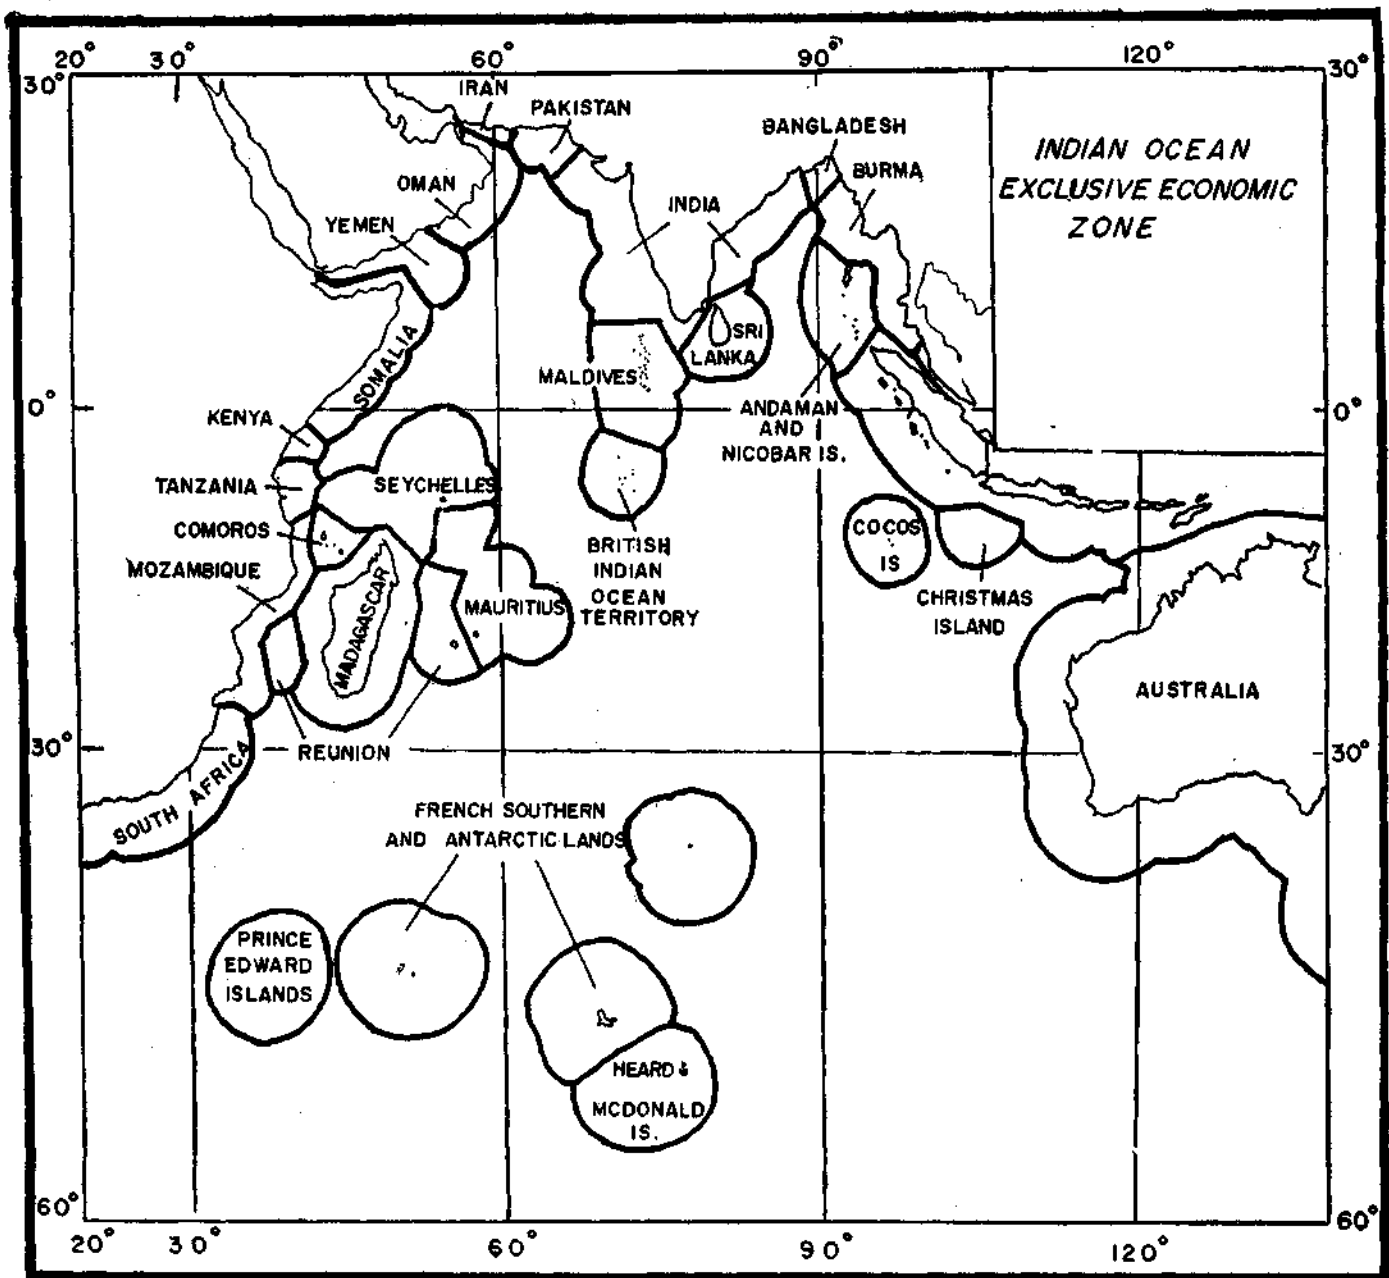 20° 30° 60° 90° 120°
30° 30°
IRAN
PAKISTAN
BANGLADESH
BURMA
INDIAN OCEAN
EXCLUSIVE ECONOMIC
ZONE
OMAN
YEMEN
INDIA
SOMALIA
SRI
LANKA
MALDIVES
0° 0°
KENYA
ANDAMAN
AND
NICOBAR IS.
TANZANIA
SEYCHELLES
COMOROS
COCOS
IS
MOZAMBIQUE
BRITISH
INDIAN
OCEAN
TERRITORY
MADAGASCAR
MAURITIUS
CHRISTMAS
ISLAND
AUSTRALIA
30° 30°
REUNION
SOUTH AFRICA
FRENCH SOUTHERN
AND ANTARCTIC LANDS
PRINCE
EDWARD
ISLANDS
HEARD &
MCDONALD
IS.
60° 60°
20° 30° 60° 90° 120°